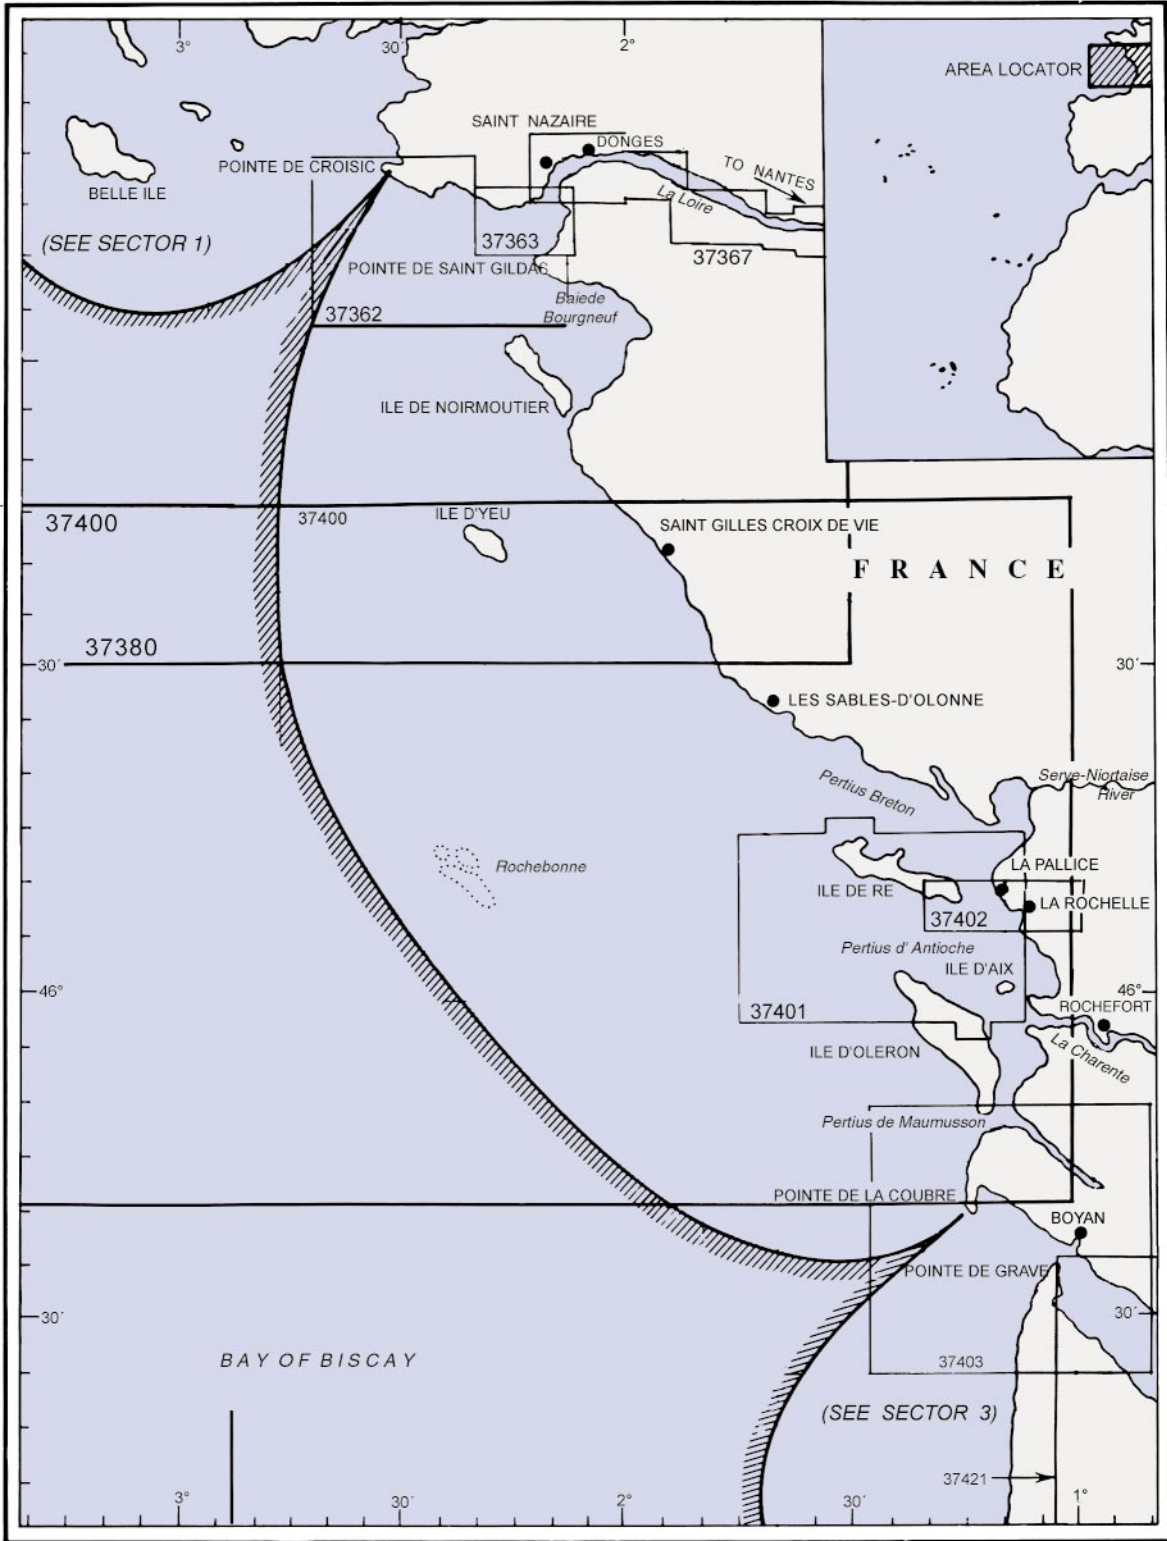 3° 30´ 2°
AREA LOCATOR
SAINT NAZAIRE
DONGES
POINTE DE CROISIC
TO NANTES
BELLE ILE
La Loire
(SEE SECTOR 1)
37363
37367
POINTE DE SAINT GILDAS
Baiede
Bourgneuf
37362
ILE DE NOIRMOUTIER
37400
37400
ILE D'YEU
SAINT GILLES CROIX DE VIE
FRANCE
37380
30´ 30´
LES SABLES-D'OLONNE
Pertius Breton
Serve-Niortaise
River
Rochebonne
LA PALLICE
ILE DE RE
LA ROCHELLE
37402
Pertius d' Antioche
ILE D'AIX
46° 46°
37401
ROCHEFORT
ILE D'OLERON
La Charente
Pertius de Maumusson
POINTE DE LA COUBRE
BOYAN
POINTE DE GRAVE
30´ 30´
BAY OF BISCAY
37403
(SEE SECTOR 3)
37421
3° 30´ 2° 30´ 1°